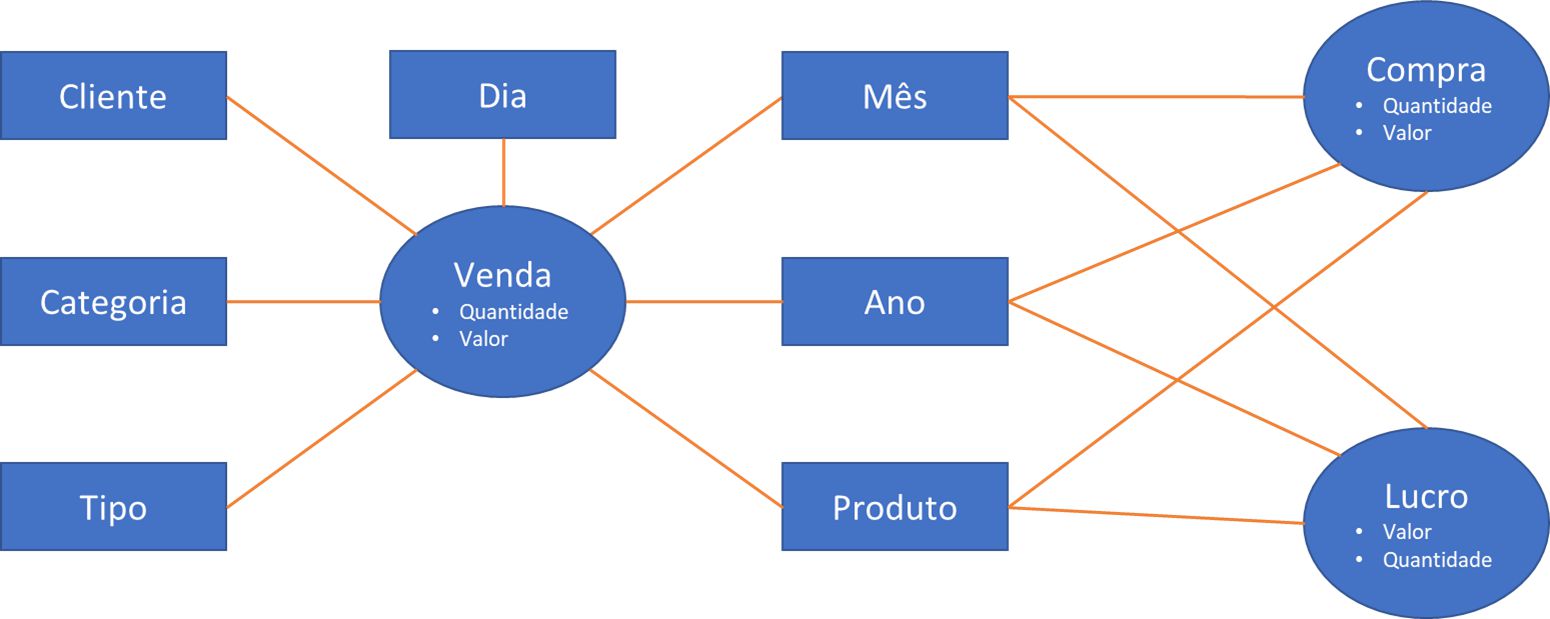 Cliente
Dia
Mês
Compra
• Quantidade
• Valor
Categoria
Venda
• Quantidade
• Valor
Ano
Tipo
Produto
Lucro
• Valor
• Quantidade